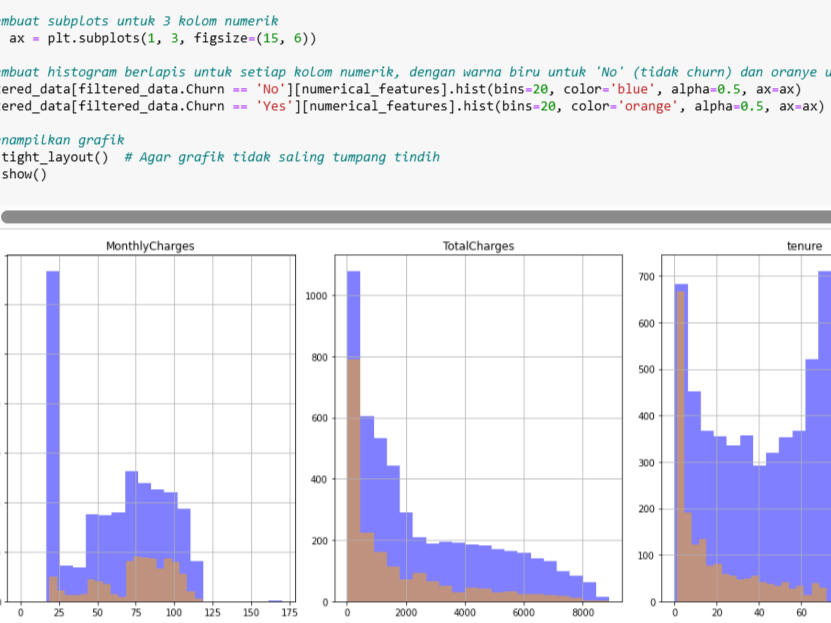 mbuat subplots untuk 3 kolom numerik
ax = plt.subplots(1, 3, figsize=(15, 6))
mbuat histogram berlapis untuk setiap kolom numerik, dengan warna biru untuk 'No' (tidak churn) dan oranye u
ered_data[filtered_data.Churn == 'No'][numerical_features].hist(bins=20, color='blue', alpha=0.5, ax=ax)
ered_data[filtered_data.Churn == 'Yes'][numerical_features].hist(bins=20, color='orange', alpha=0.5, ax=ax)
nampilkan grafik
tight_layout()  # Agar grafik tidak saling tumpang tindih
show()
MonthlyCharges
0 25 50 75 100 125 150 175
TotalCharges
1000
800
600
400
200
0
0 2000 4000 6000 8000
tenure
700
600
500
400
300
200
100
0
0 20 40 60